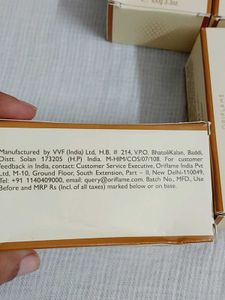 100g 3.5oz.
Manufactured by VVF (India) Ltd, H.B. # 214, V.P.O, BhatoliKalan, Baddi,
Distt. Solan 173205 (H.P) India, M-HIM/COS/07/108. For customer
feedback in India, contact: Customer Service Executive, Oriflame India Pvt
Ltd, M-10, Ground Floor, South Extension, Part – II, New Delhi-110049,
Tel: +91 1140409000, email: query@oriflame.com. Batch No., MFD., Use
Before and MRP Rs (Incl. of all taxes) marked below or on base.